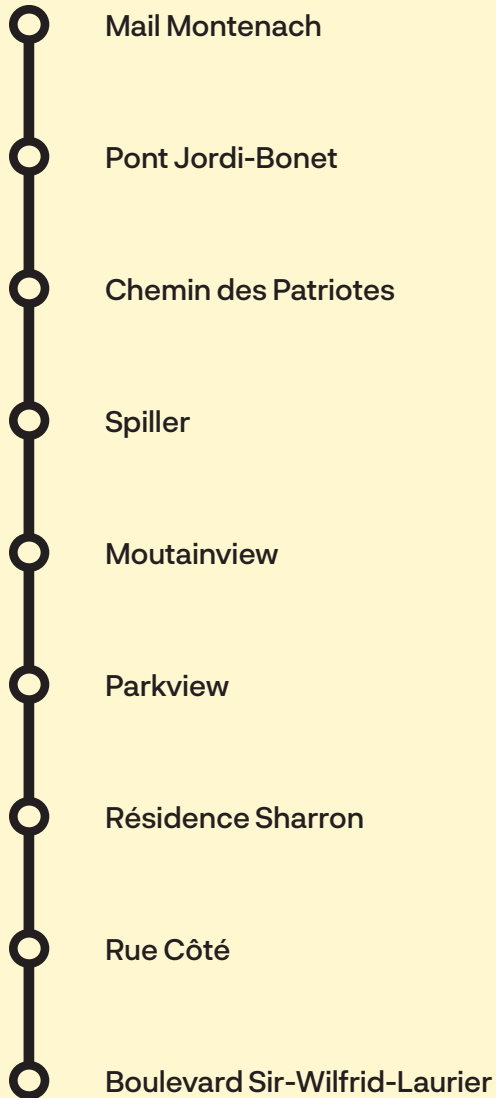 Mail Montenach
Pont Jordi-Bonet
Chemin des Patriotes
Spiller
Moutainview
Parkview
Résidence Sharron
Rue Côté
Boulevard Sir-Wilfrid-Laurier